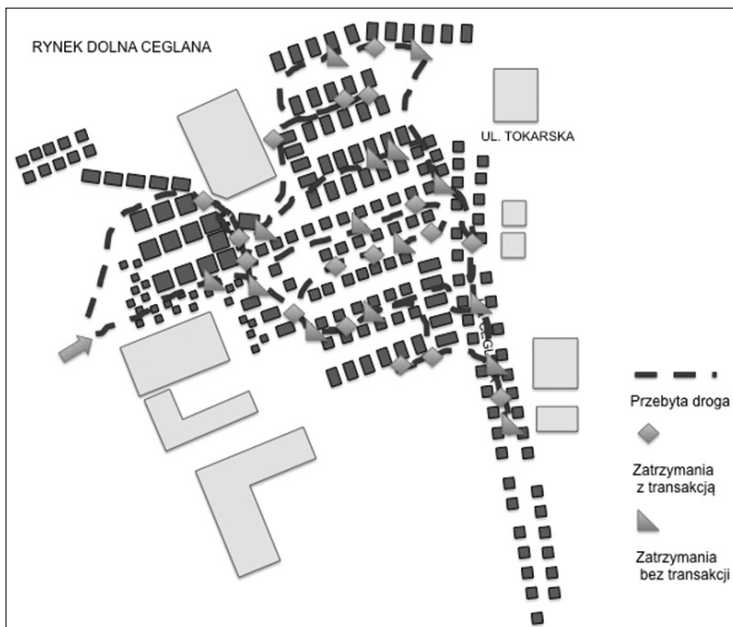 RYNEK DOLNA CEGLANA
UL. TOKARSKA
Przebyta droga
Zatrzymania
z transakcją
Zatrzymania
bez transakcji